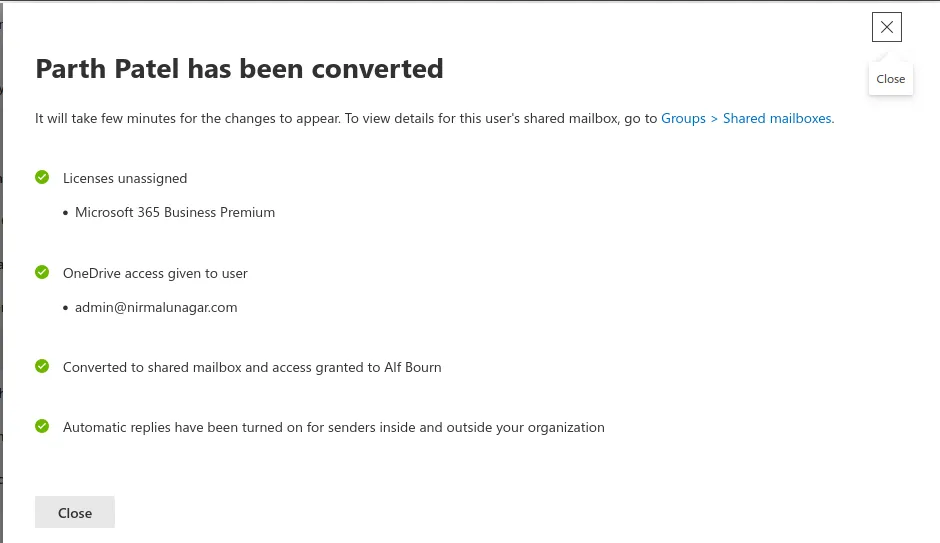 Parth Patel has been converted
Close
It will take few minutes for the changes to appear. To view details for this user's shared mailbox, go to Groups > Shared mailboxes.
Licenses unassigned
• Microsoft 365 Business Premium
OneDrive access given to user
• admin@nirmalunagar.com
Converted to shared mailbox and access granted to Alf Bourn
Automatic replies have been turned on for senders inside and outside your organization
Close